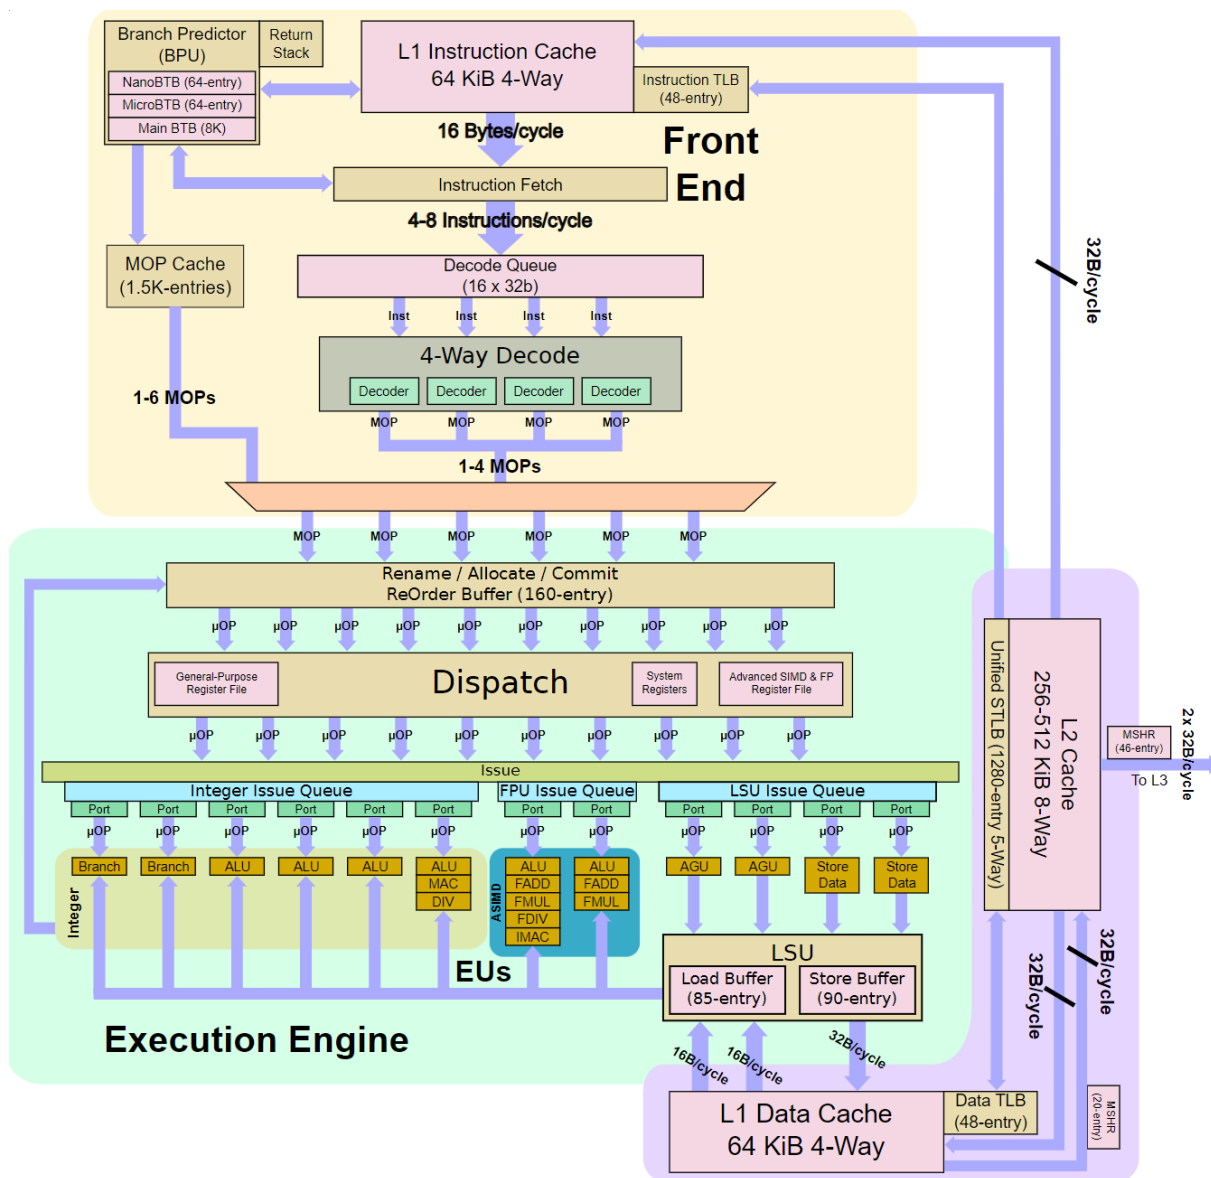 Branch Predictor
(BPU)
Return
Stack
NanoBTB (64-entry)
MicroBTB (64-entry)
Main BTB (8K)
L1 Instruction Cache
64 KiB 4-Way
Instruction TLB
(48-entry)
16 Bytes/cycle
Front
End
Instruction Fetch
4-8 Instructions/cycle
MOP Cache
(1.5K-entries)
Decode Queue
(16 x 32b)
32B/cycle
Inst
Inst
Inst
Inst
4-Way Decode
Decoder
Decoder
Decoder
Decoder
1-6 MOPs
MOP
MOP
MOP
MOP
1-4 MOPs
MOP
MOP
MOP
MOP
MOP
MOP
Rename / Allocate / Commit
ReOrder Buffer (160-entry)
µOP
µOP
µOP
µOP
µOP
µOP
µOP
µOP
µOP
µOP
General-Purpose
Register File
Dispatch
System
Registers
Advanced SIMD & FP
Register File
µOP
µOP
µOP
µOP
µOP
µOP
µOP
µOP
µOP
µOP
Issue
Integer Issue Queue
FPU Issue Queue
LSU Issue Queue
Port
Port
Port
Port
Port
Port
Port
Port
Port
Port
Port
Port
µOP
µOP
µOP
µOP
µOP
µOP
µOP
µOP
µOP
µOP
µOP
µOP
Integer
Branch
Branch
ALU
ALU
ALU
ALU
MAC
DIV
ASIMD
ALU
FADD
FMUL
FDIV
IMAC
ALU
FADD
FMUL
AGU
AGU
Store
Data
Store
Data
EUs
LSU
Load Buffer
(85-entry)
Store Buffer
(90-entry)
Execution Engine
16B/cycle
16B/cycle
32B/cycle
L1 Data Cache
64 KiB 4-Way
Data TLB
(48-entry)
MSHR
(20-entry)
32B/cycle
32B/cycle
Unified STLB (1280-entry 5-Way)
L2 Cache
256-512 KiB 8-Way
MSHR
(46-entry)
To L3
2x 32B/cycle